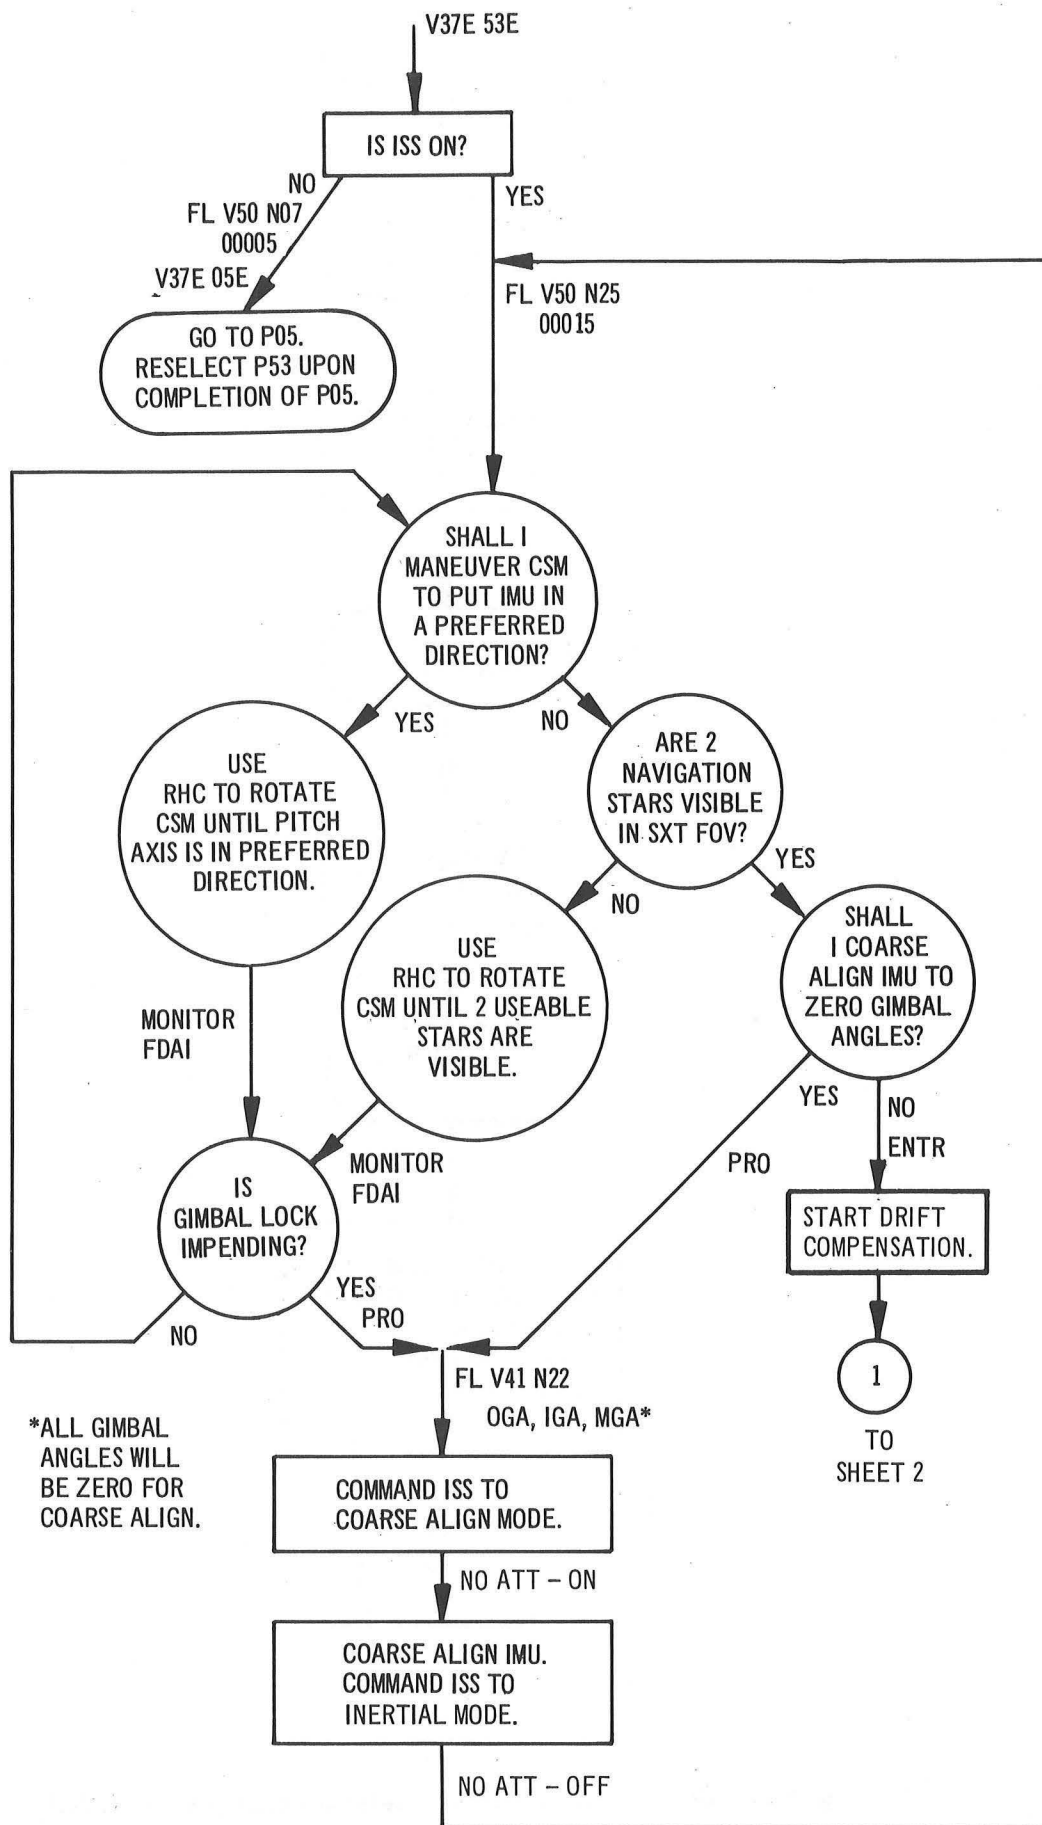 V37E 53E
IS ISS ON?
NO
FL V50 N07
00005
V37E 05E
YES
GO TO P05.
RESELECT P53 UPON
COMPLETION OF P05.
FL V50 N25
00015
SHALL I
MANEUVER CSM
TO PUT IMU IN
A PREFERRED
DIRECTION?
YES
NO
USE
RHC TO ROTATE
CSM UNTIL PITCH
AXIS IS IN PREFERRED
DIRECTION.
ARE 2
NAVIGATION
STARS VISIBLE
IN SXT FOV?
NO
YES
USE
RHC TO ROTATE
CSM UNTIL 2 USEABLE
STARS ARE
VISIBLE.
SHALL
I COARSE
ALIGN IMU TO
ZERO GIMBAL
ANGLES?
MONITOR
FDAI
MONITOR
FDAI
YES
PRO
NO
ENTR
IS
GIMBAL LOCK
IMPENDING?
NO
YES
PRO
START DRIFT
COMPENSATION.
1
TO
SHEET 2
FL V41 N22
OGA, IGA, MGA*
*ALL GIMBAL
ANGLES WILL
BE ZERO FOR
COARSE ALIGN.
COMMAND ISS TO
COARSE ALIGN MODE.
NO ATT – ON
COARSE ALIGN IMU.
COMMAND ISS TO
INERTIAL MODE.
NO ATT – OFF